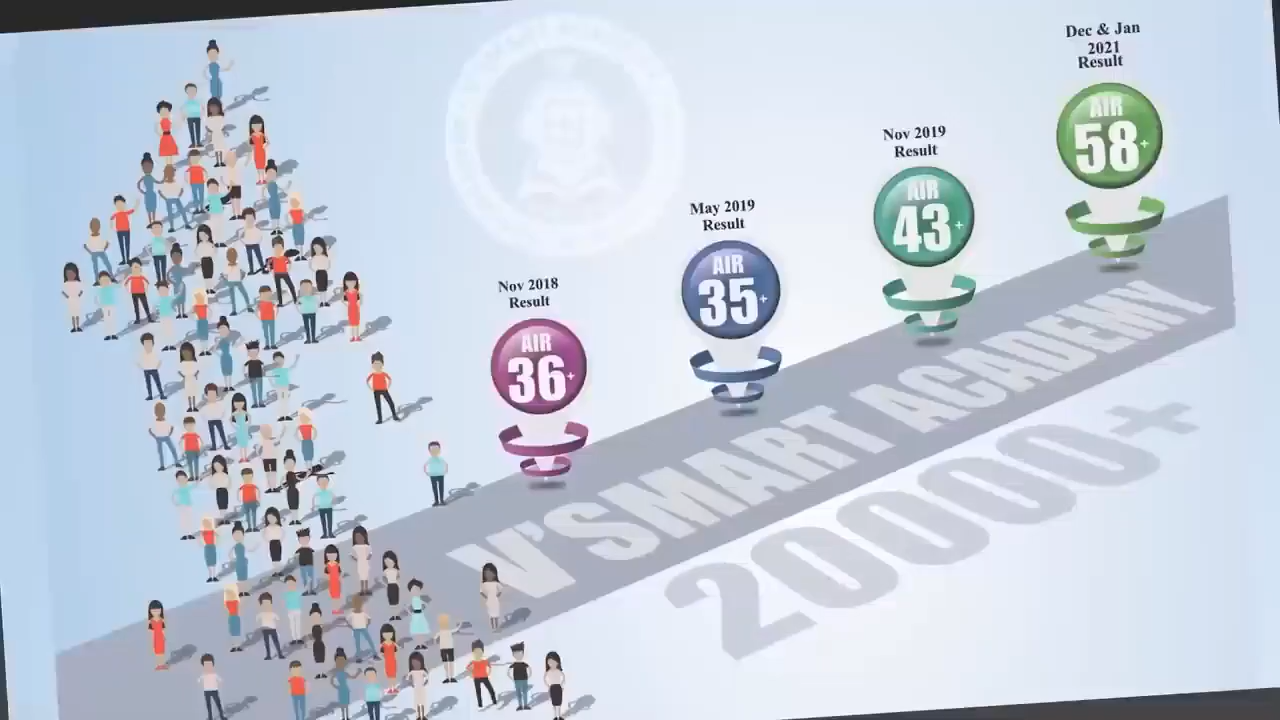 Dec & Jan
2021
Result
AIR
58+
Nov 2019
Result
AIR
43+
May 2019
Result
AIR
35+
Nov 2018
Result
AIR
36+
V'SMART ACADEMY
20000+